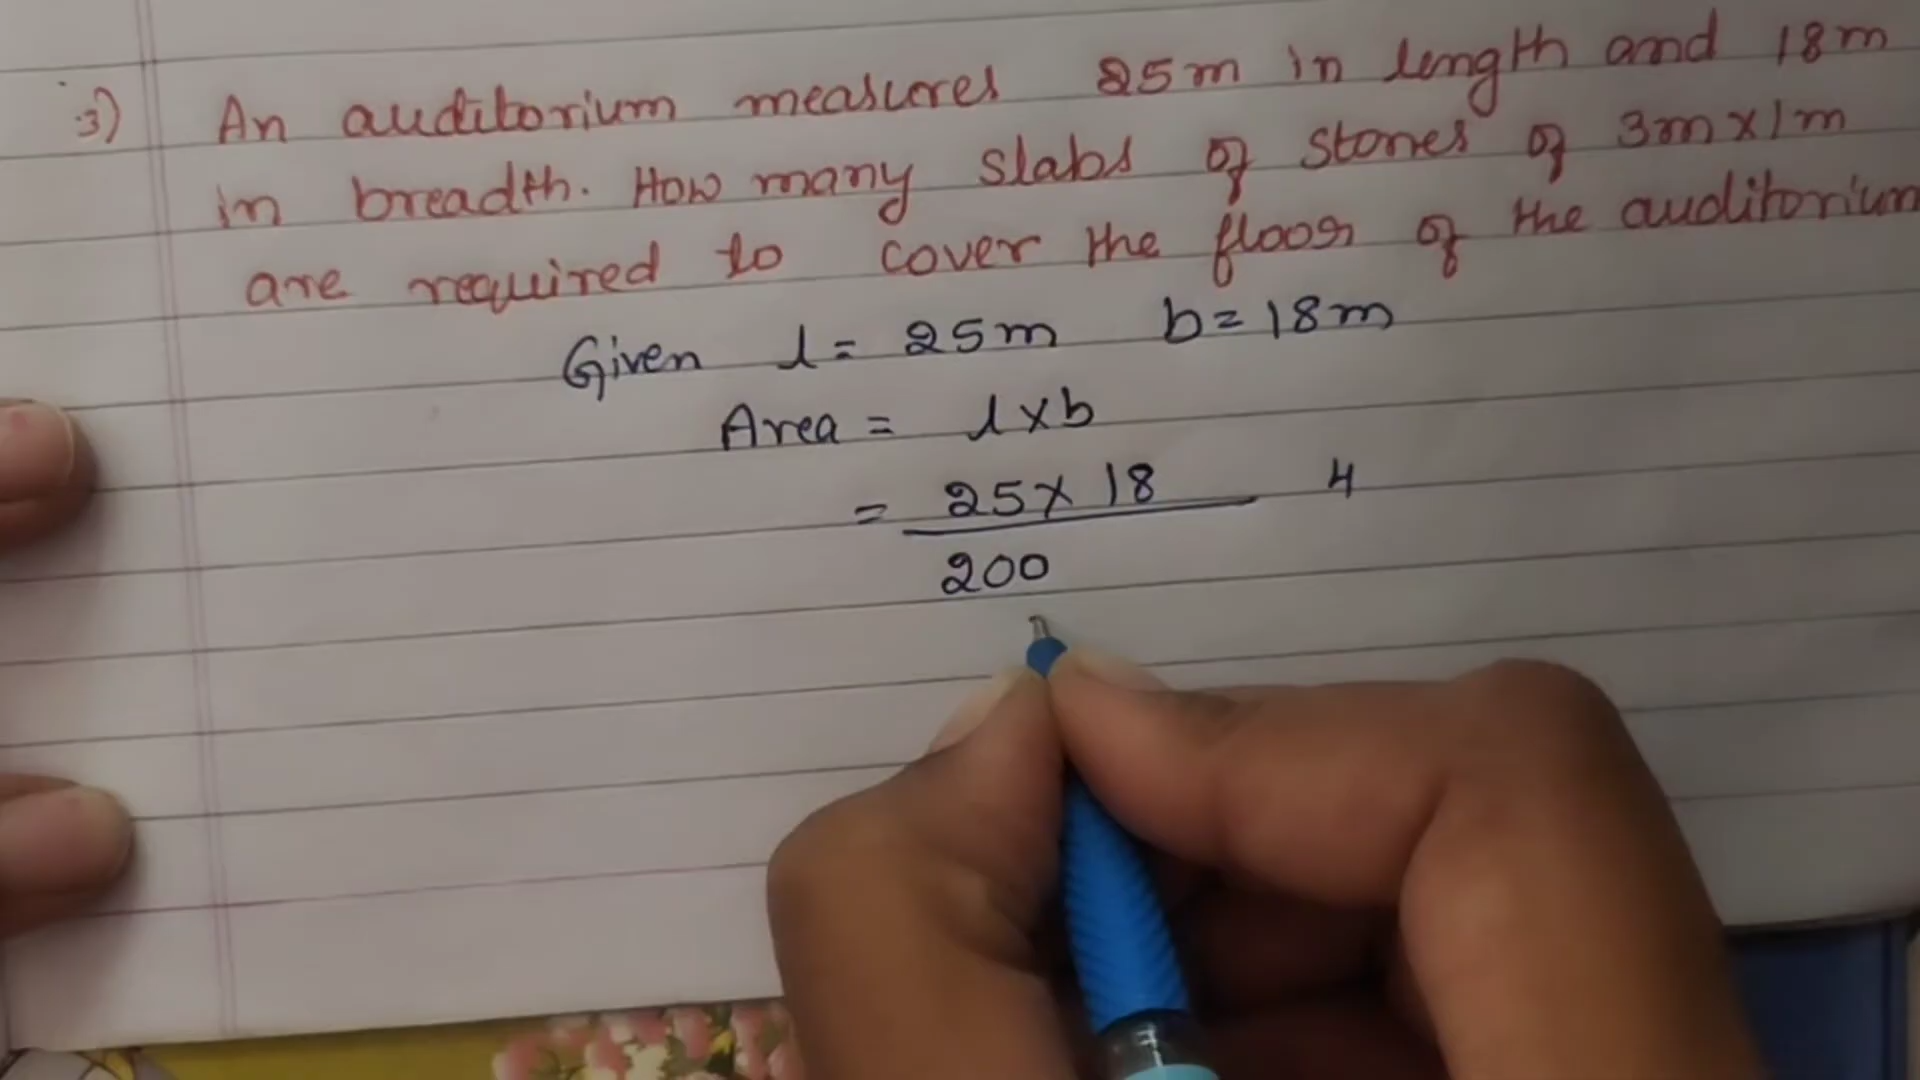 3) An auditorium measures 25m in length and 18m
in breadth. How many slabs of stones of 3m x 1m
are required to cover the floor of the auditorium
Given l = 25m b = 18m
Area = l x b
= 25 x 18 4
200